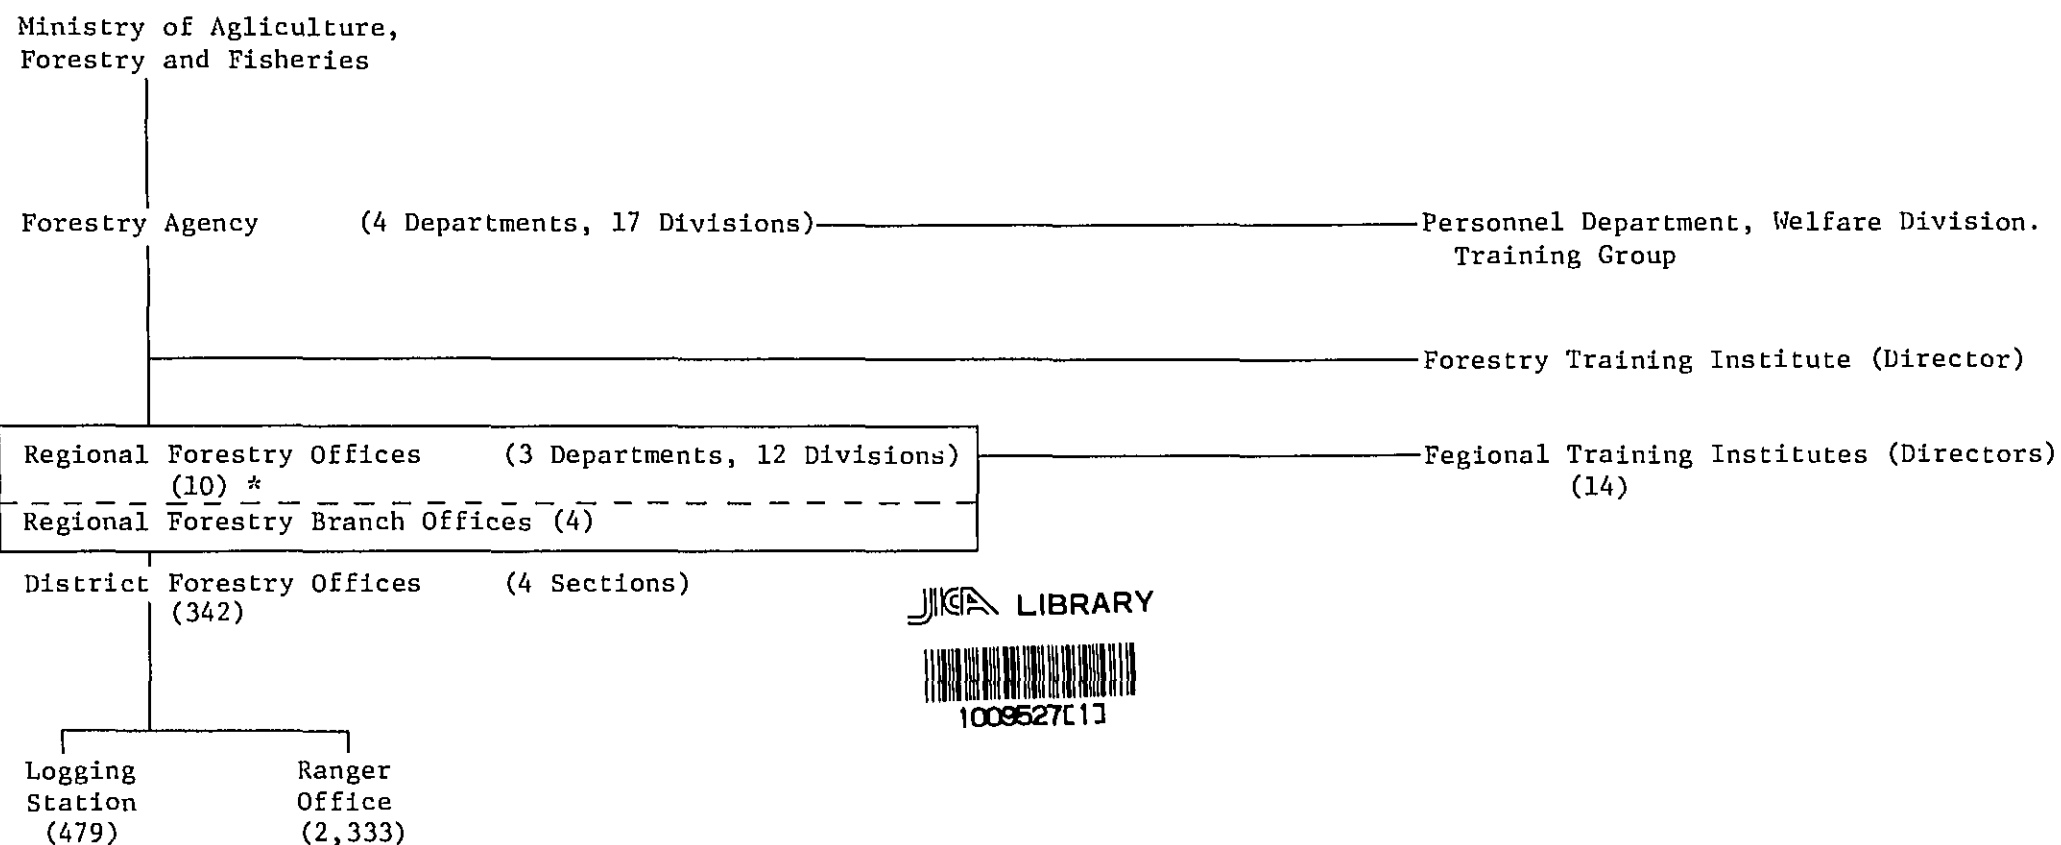 Ministry of Agliculture,
Forestry and Fisheries
Forestry Agency (4 Departments, 17 Divisions)
Personnel Department, Welfare Division.
Training Group
Forestry Training Institute (Director)
Regional Forestry Offices (3 Departments, 12 Divisions)
(10) *
Fegional Training Institutes (Directors)
(14)
Regional Forestry Branch Offices (4)
District Forestry Offices (4 Sections)
(342)
JICA LIBRARY
1009527[1]
Logging
Station
(479)
Ranger
Office
(2,333)